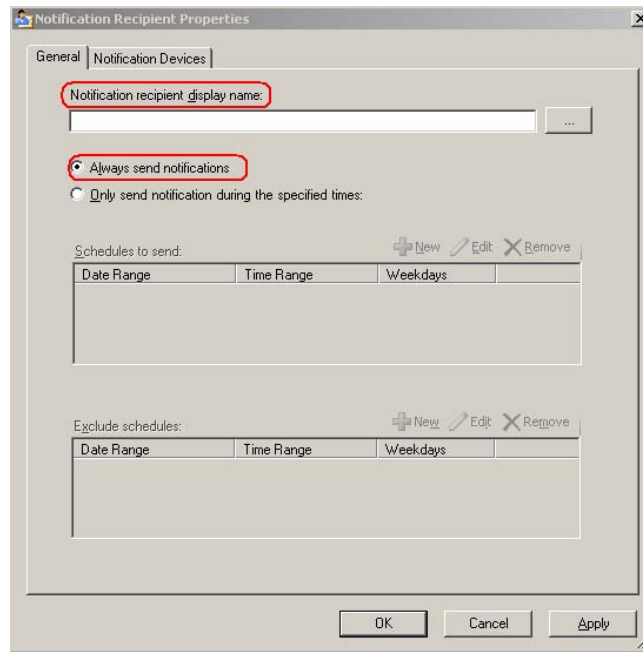 Notification Recipient Properties
General Notification Devices
Notification recipient display name:
...
Always send notifications
Only send notification during the specified times:
Schedules to send: New Edit Remove
Date Range Time Range Weekdays
Exclude schedules: New Edit Remove
Date Range Time Range Weekdays
OK Cancel Apply